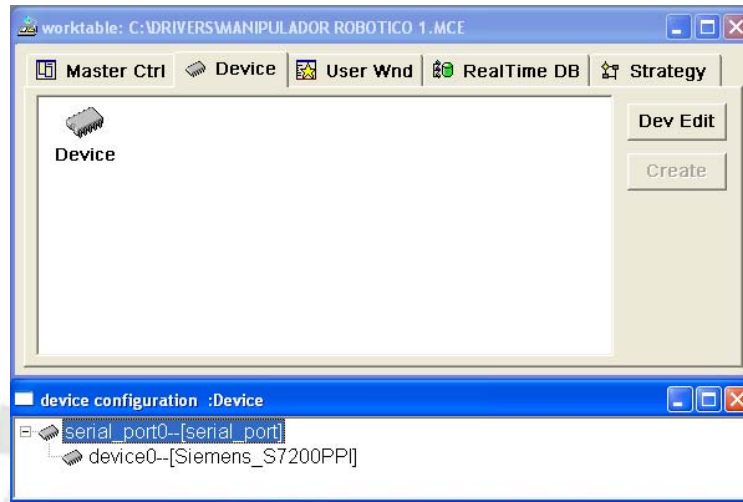 worktable: C:\DRIVERS\MANIPULADOR ROBOTICO 1.MCE
Master Ctrl Device User Wnd RealTime DB Strategy
Dev Edit
Device
Create
device configuration :Device
serial_port0--[serial_port]
device0--[Siemens_S7200PPI]